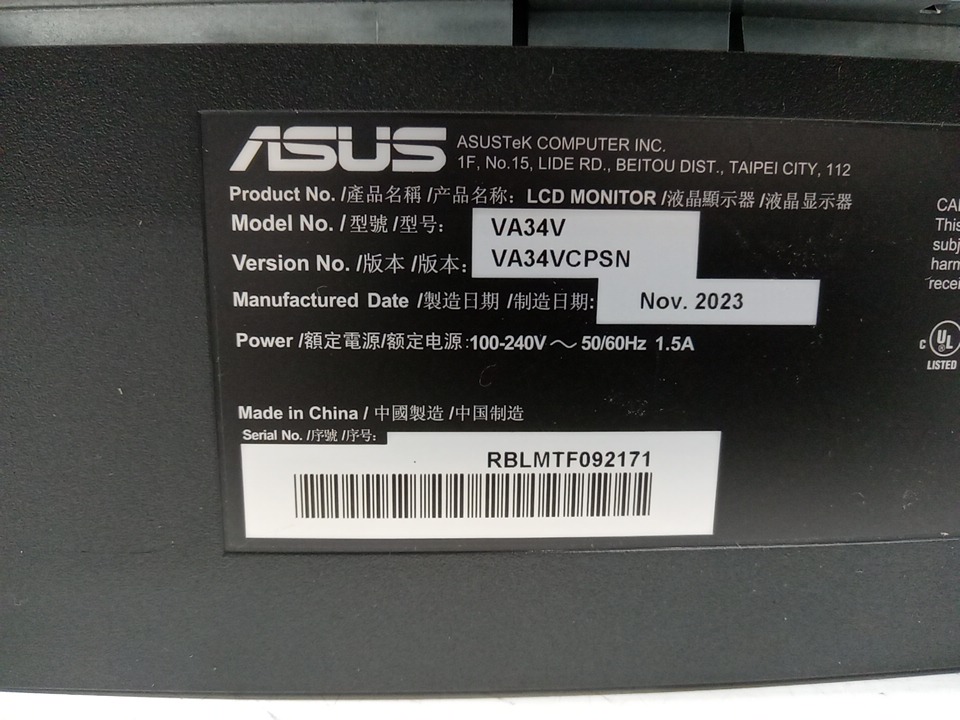 ASUS
ASUSTeK COMPUTER INC.
1F, No.15, LIDE RD., BEITOU DIST., TAIPEI CITY, 112
Product No. /產品名稱 /产品名称: LCD MONITOR /液晶顯示器 /液晶显示器
Model No. /型號 /型号: VA34V
Version No. /版本 /版本: VA34VCPSN
Manufactured Date /製造日期 /制造日期: Nov. 2023
Power /額定電源/额定电源:100-240V ~ 50/60Hz 1.5A
Made in China / 中國製造 /中国制造
Serial No. /序號 /序号:
RBLMTF092171
This
subj
harm
recei
C UL
LISTED